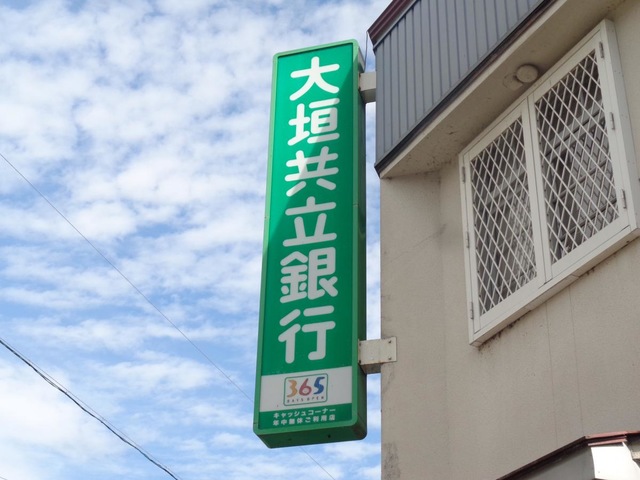 大垣共立銀行
365
DAYS OPEN
キャッシュコーナー
年中無休ご利用店